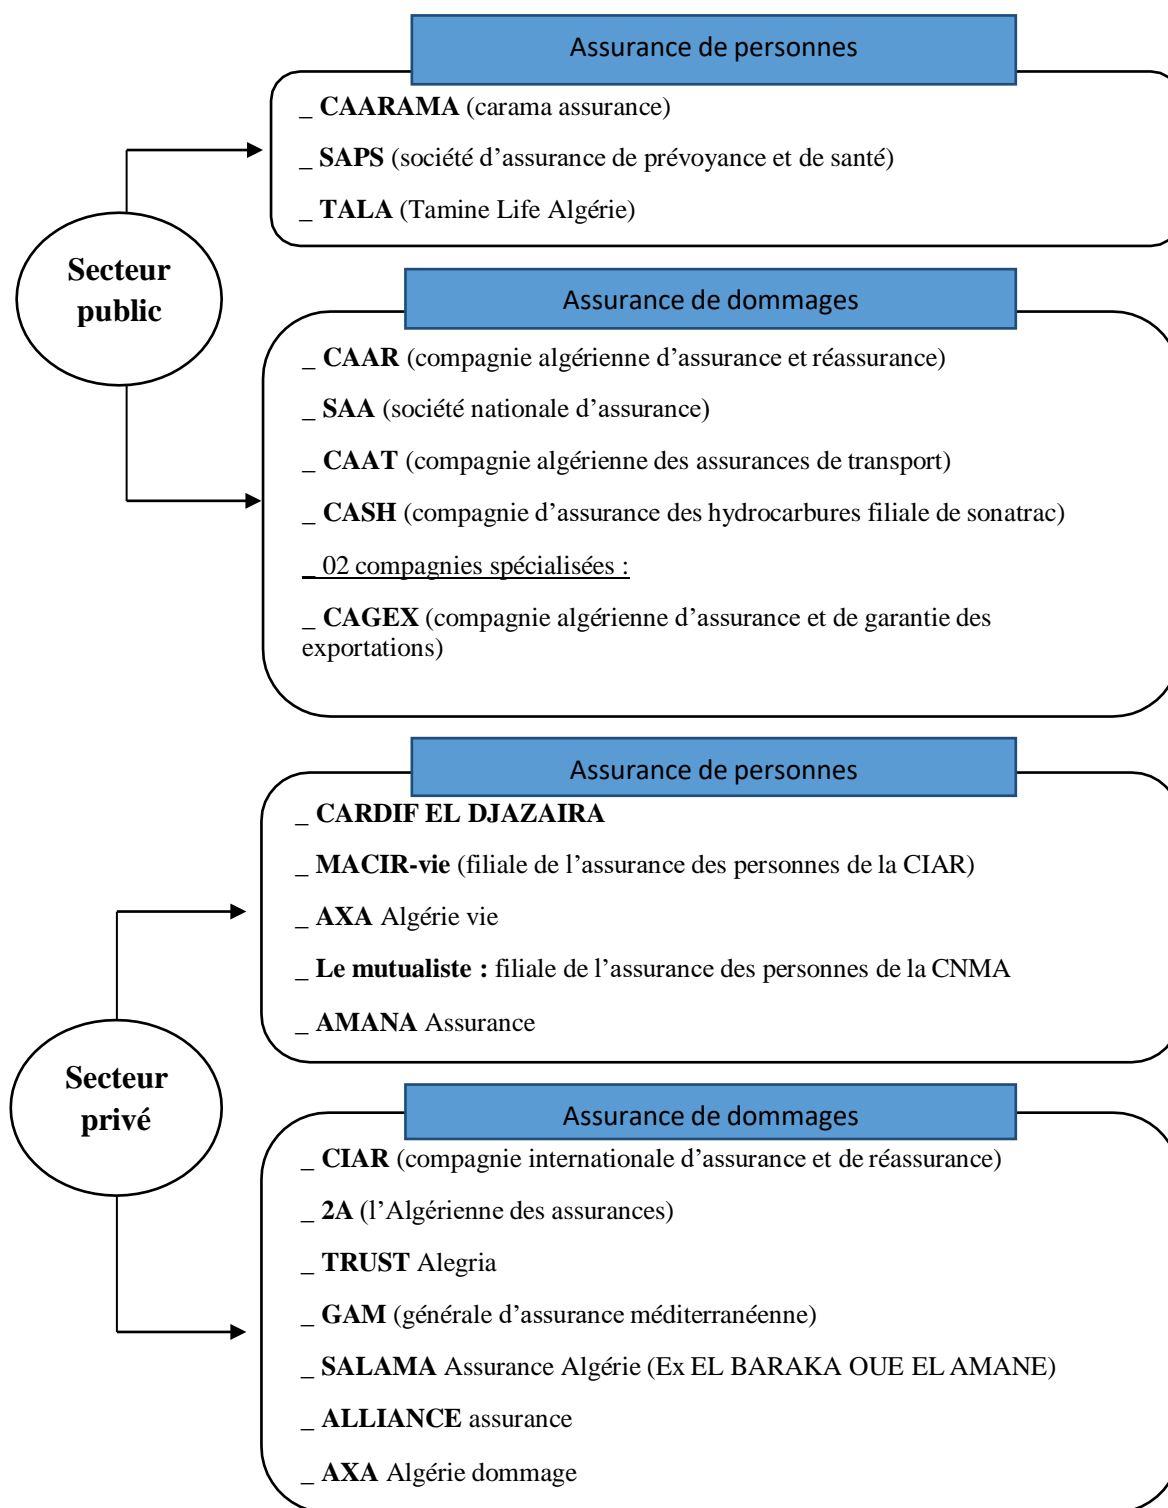 Assurance de personnes
_ CAARAMA (carama assurance)
_ SAPS (société d’assurance de prévoyance et de santé)
_ TALA (Tamine Life Algérie)
Secteur
public
Assurance de dommages
_ CAAR (compagnie algérienne d’assurance et réassurance)
_ SAA (société nationale d’assurance)
_ CAAT (compagnie algérienne des assurances de transport)
_ CASH (compagnie d’assurance des hydrocarbures filiale de sonatrac)
_ 02 compagnies spécialisées :
_ CAGEX (compagnie algérienne d’assurance et de garantie des
exportations)
Assurance de personnes
_ CARDIF EL DJAZAIRA
_ MACIR-vie (filiale de l’assurance des personnes de la CIAR)
_ AXA Algérie vie
_ Le mutualiste : filiale de l’assurance des personnes de la CNMA
_ AMANA Assurance
Secteur
privé
Assurance de dommages
_ CIAR (compagnie internationale d’assurance et de réassurance)
_ 2A (l’Algérienne des assurances)
_ TRUST Alegria
_ GAM (générale d’assurance méditerranéenne)
_ SALAMA Assurance Algérie (Ex EL BARAKA OUE EL AMANE)
_ ALLIANCE assurance
_ AXA Algérie dommage